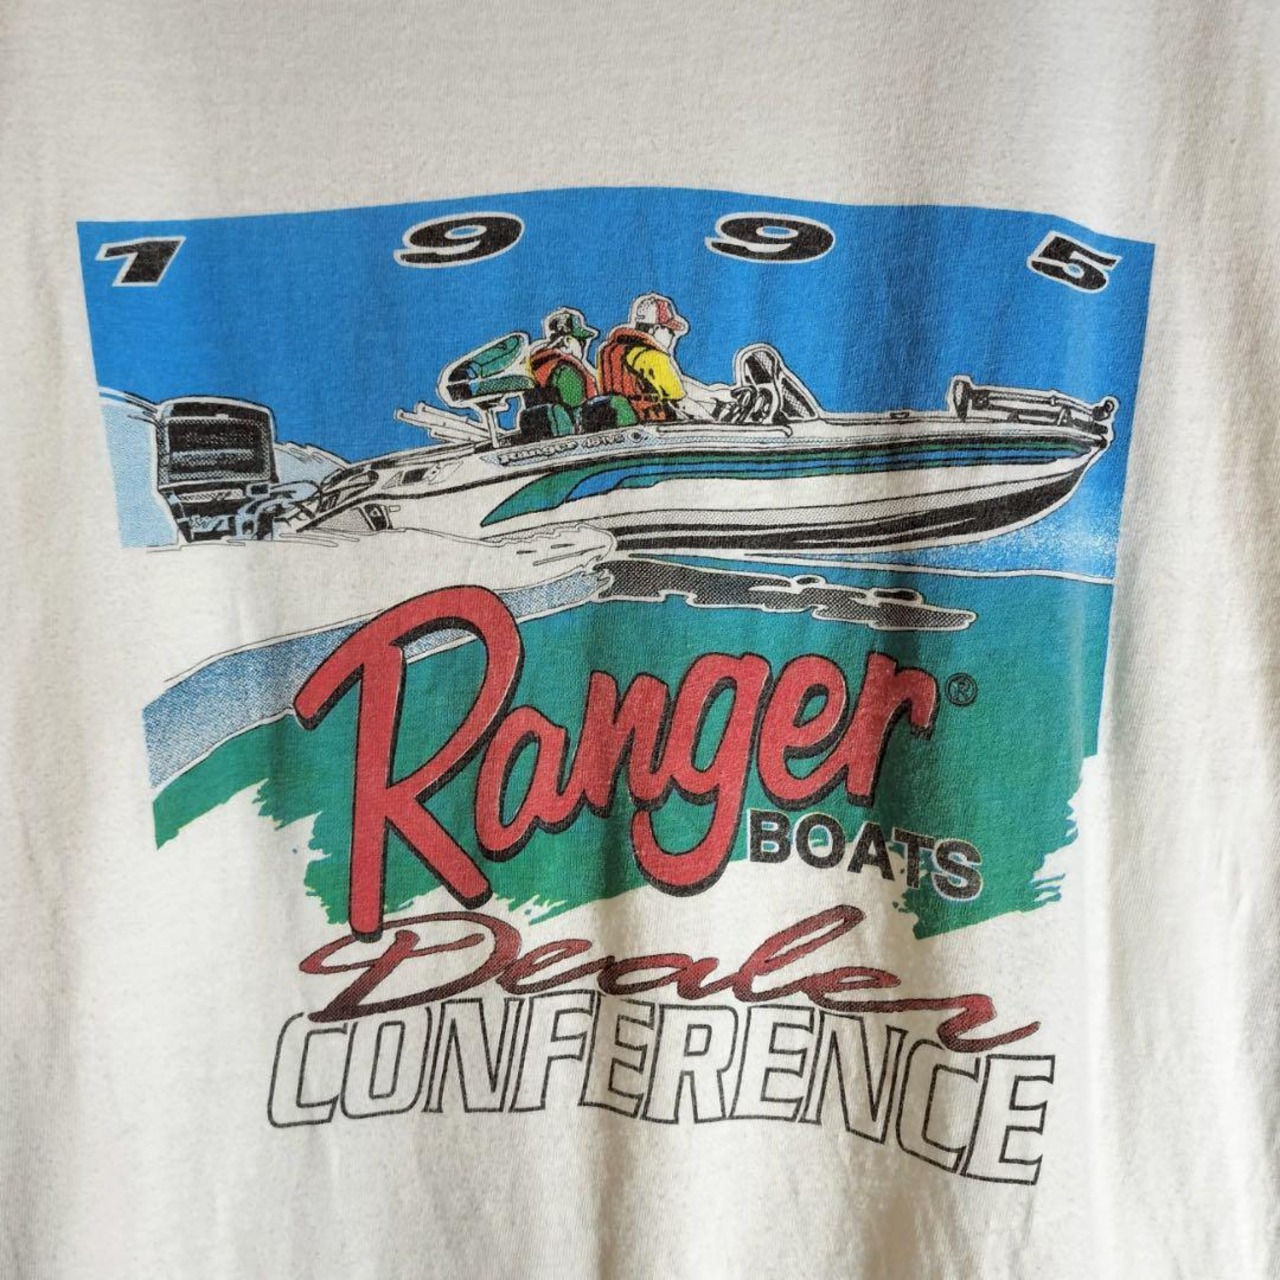 1995
Ranger®
BOATS
Dealer
CONFERENCE